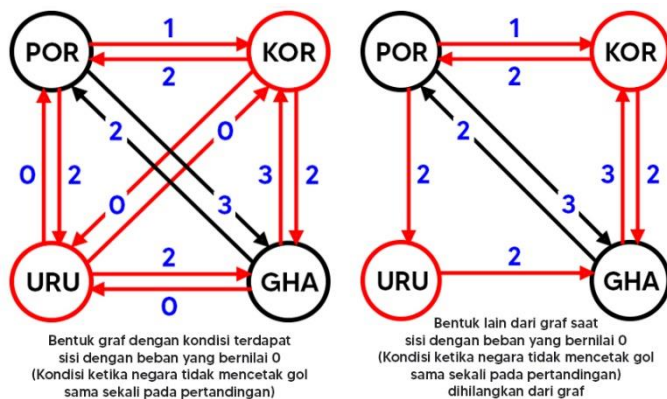 1
POR
KOR
2
2
0
0
2
0
3
3
2
2
URU
GHA
0
Bentuk graf dengan kondisi terdapat
sisi dengan beban yang bernilai 0
(Kondisi ketika negara tidak mencetak gol
sama sekali pada pertandingan)
1
POR
KOR
2
2
2
3
2
3
2
URU
GHA
Bentuk lain dari graf saat
sisi dengan beban yang bernilai 0
(Kondisi ketika negara tidak mencetak gol
sama sekali pada pertandingan)
dihilangkan dari graf